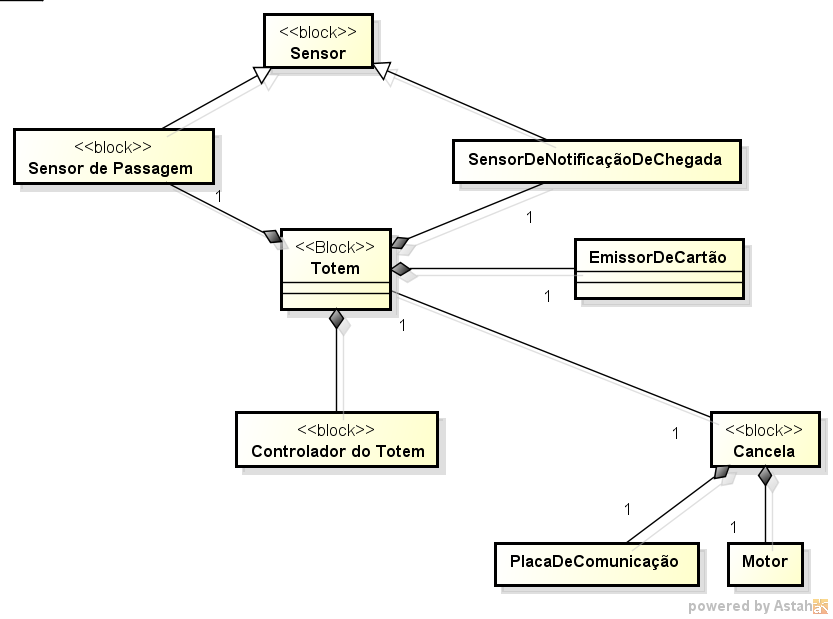 <<block>>
Sensor
<<block>>
Sensor de Passagem
SensorDeNotificaçãoDeChegada
1
1
<<Block>>
Totem
EmissorDeCartão
1
1
<<block>>
Controlador do Totem
1
<<block>>
Cancela
1
1
PlacaDeComunicação
Motor
powered by Astah